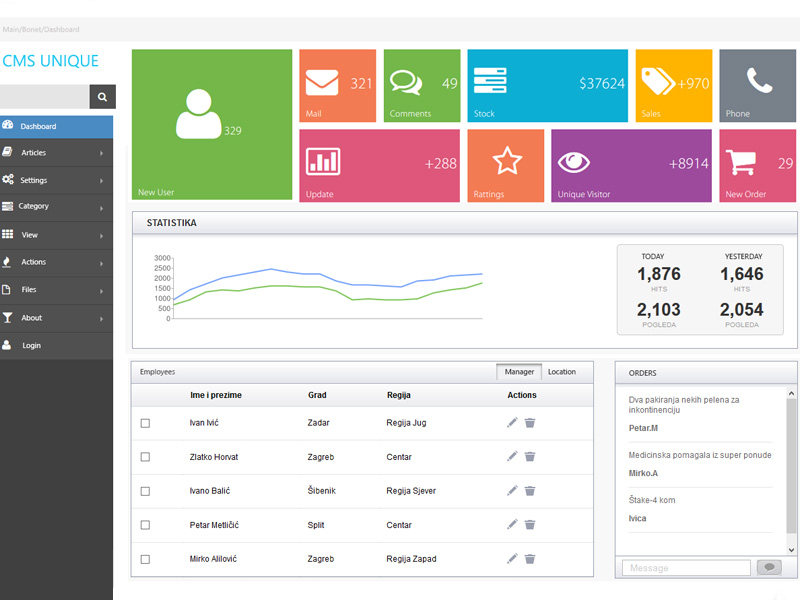 Main/Bonet/Dashboard
CMS UNIQUE
Dashboard
Articles
Settings
Category
View
Actions
Files
About
Login
329
New User
321
Mail
49
Comments
$37624
Stock
+970
Sales
Phone
+288
Update
Rattings
+8914
Unique Visitor
29
New Order
STATISTIKA
3000
2500
2000
1500
1000
500
0
TODAY YESTERDAY
1,876 1,646
HITS HITS
2,103 2,054
POGLEDA POGLEDA
Employees Manager Location
Ime i prezime Grad Regija Actions
Ivan Ivić Zadar Regija Jug
Zlatko Horvat Zagreb Centar
Ivano Balić Šibenik Regija Sjever
Petar Metličić Split Centar
Mirko Alilović Zagreb Regija Zapad
ORDERS
Dva pakiranja nekih pelena za
inkontinenciju
Petar.M
Medicinska pomagala iz super ponude
Mirko.A
Štake-4 kom
Ivica
Message